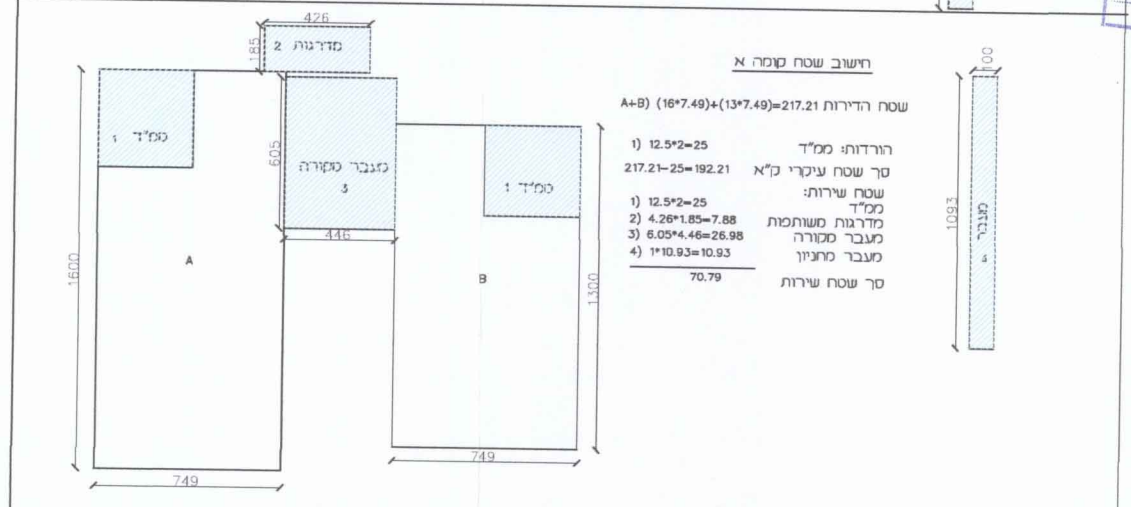 426
185
מדרגות 2
ממ"ד 1
605
מעבר מקורה
3
446
ממ"ד 1
A
B
1600
1300
749
749
חישוב שטח קומה א
שטח הדירות A+B) (16*7.49)+(13*7.49)=217.21
הורדות: ממ"ד 1) 12.5*2=25
סך שטח עיקרי ק"א 217.21-25=192.21
שטח שירות:
ממ"ד 1) 12.5*2=25
מדרגות משותפות 2) 4.26*1.85=7.88
מעבר מקורה 3) 6.05*4.46=26.98
מעבר מחניון 4) 1*10.93=10.93
סך שטח שירות 70.79
100
1093
מעבר